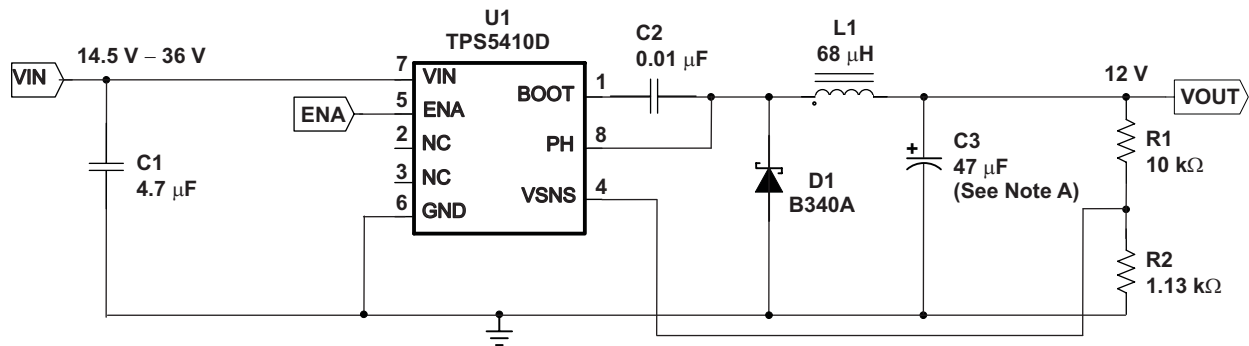 U1
TPS5410D
14.5 V – 36 V
VIN
ENA
7
VIN
5
ENA
2
NC
3
NC
6
GND
BOOT
1
PH
8
VSNS
4
C2
0.01 μF
L1
68 μH
12 V
VOUT
C1
4.7 μF
D1
B340A
+
C3
47 μF
(See Note A)
R1
10 kΩ
R2
1.13 kΩ